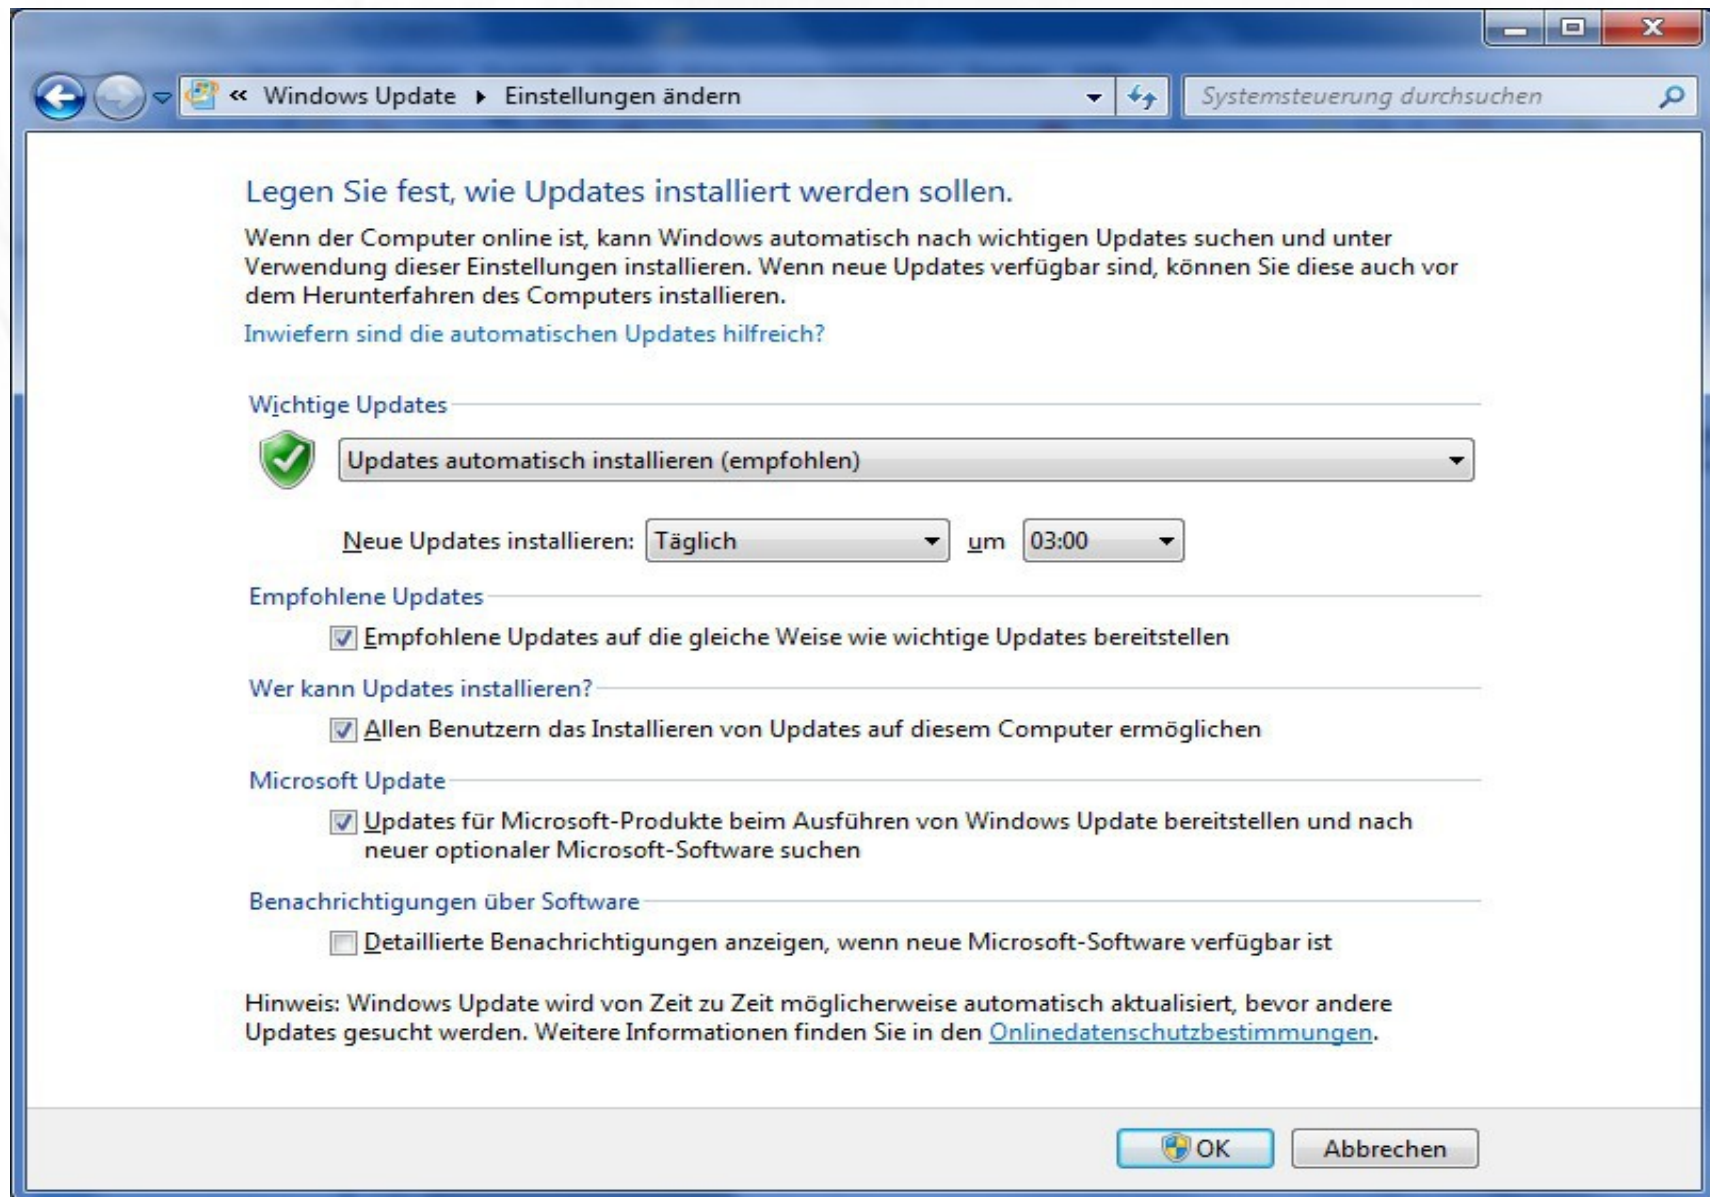 « Windows Update ▸ Einstellungen ändern
Systemsteuerung durchsuchen
Legen Sie fest, wie Updates installiert werden sollen.
Wenn der Computer online ist, kann Windows automatisch nach wichtigen Updates suchen und unter
Verwendung dieser Einstellungen installieren. Wenn neue Updates verfügbar sind, können Sie diese auch vor
dem Herunterfahren des Computers installieren.
Inwiefern sind die automatischen Updates hilfreich?
Wichtige Updates
Updates automatisch installieren (empfohlen)
Neue Updates installieren: Täglich um 03:00
Empfohlene Updates
Empfohlene Updates auf die gleiche Weise wie wichtige Updates bereitstellen
Wer kann Updates installieren?
Allen Benutzern das Installieren von Updates auf diesem Computer ermöglichen
Microsoft Update
Updates für Microsoft-Produkte beim Ausführen von Windows Update bereitstellen und nach
neuer optionaler Microsoft-Software suchen
Benachrichtigungen über Software
Detaillierte Benachrichtigungen anzeigen, wenn neue Microsoft-Software verfügbar ist
Hinweis: Windows Update wird von Zeit zu Zeit möglicherweise automatisch aktualisiert, bevor andere
Updates gesucht werden. Weitere Informationen finden Sie in den Onlinedatenschutzbestimmungen.
OK
Abbrechen